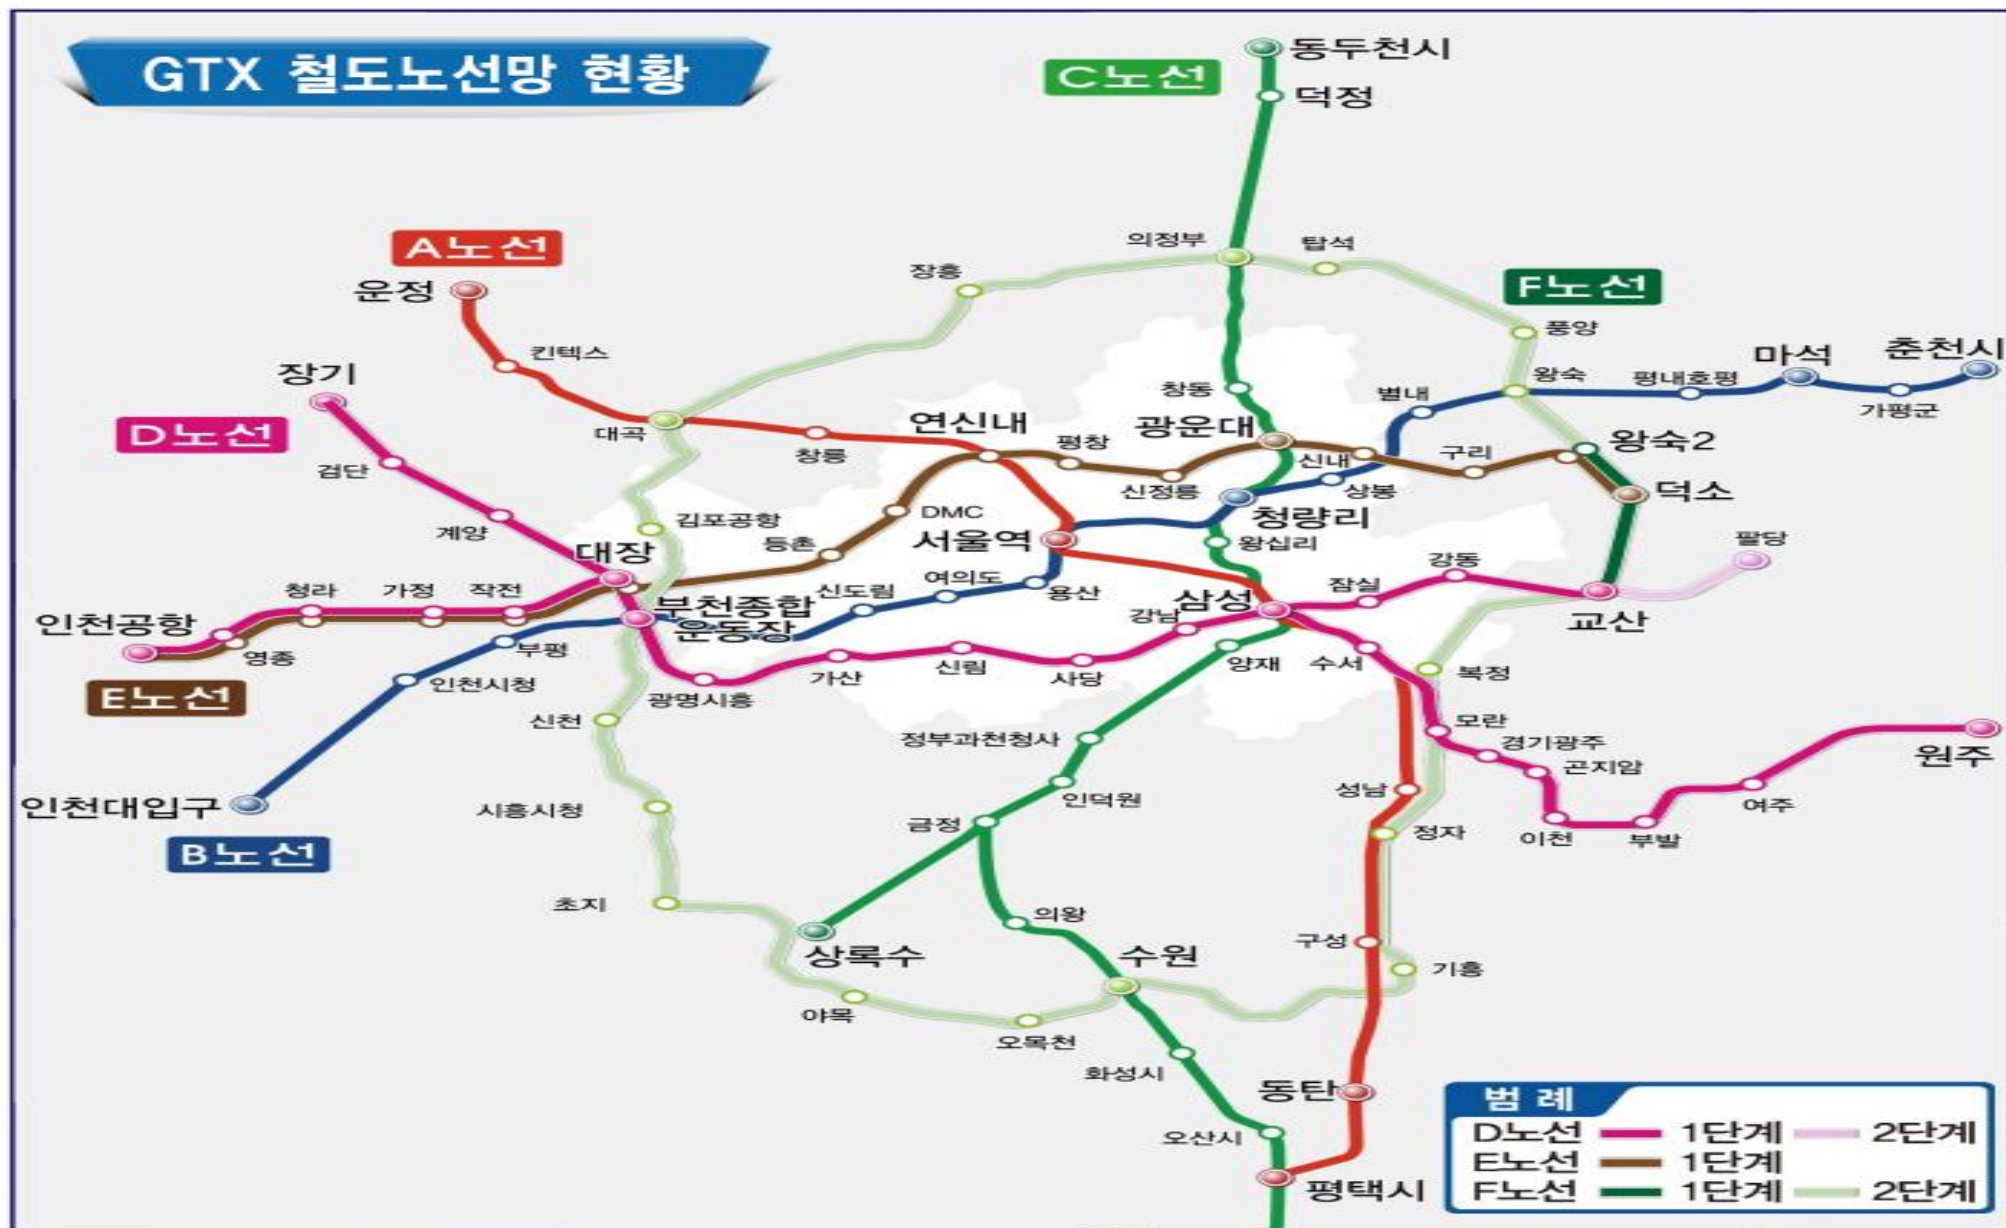 GTX 철도노선망 현황
동두천시
C노선
덕정
의정부
탑석
A노선
장흥
운정
F노선
풍양
킨텍스
마석
춘천시
장기
왕숙
평내호평
가평군
창동
별내
D노선
대곡
연신내
광운대
평창
왕숙2
창릉
구리
신내
검단
신정릉
상봉
덕소
DMC
청량리
김포공항
계양
대장
등촌
서울역
왕십리
팔당
강동
청라
가정
작전
신도림
여의도
용산
잠실
삼성
부천종합
운동장
강남
교산
인천공항
영종
부평
양재
수서
복정
신림
가산
사당
인천시청
광명시흥
E노선
신천
모란
정부과천청사
경기광주
원주
곤지암
성남
인덕원
인천대입구
시흥시청
여주
금정
정자
이천
부발
B노선
초지
의왕
구성
상록수
수원
기흥
야목
오목천
화성시
동탄
오산시
평택시
범 례
D노선 1단계 2단계
E노선 1단계
F노선 1단계 2단계